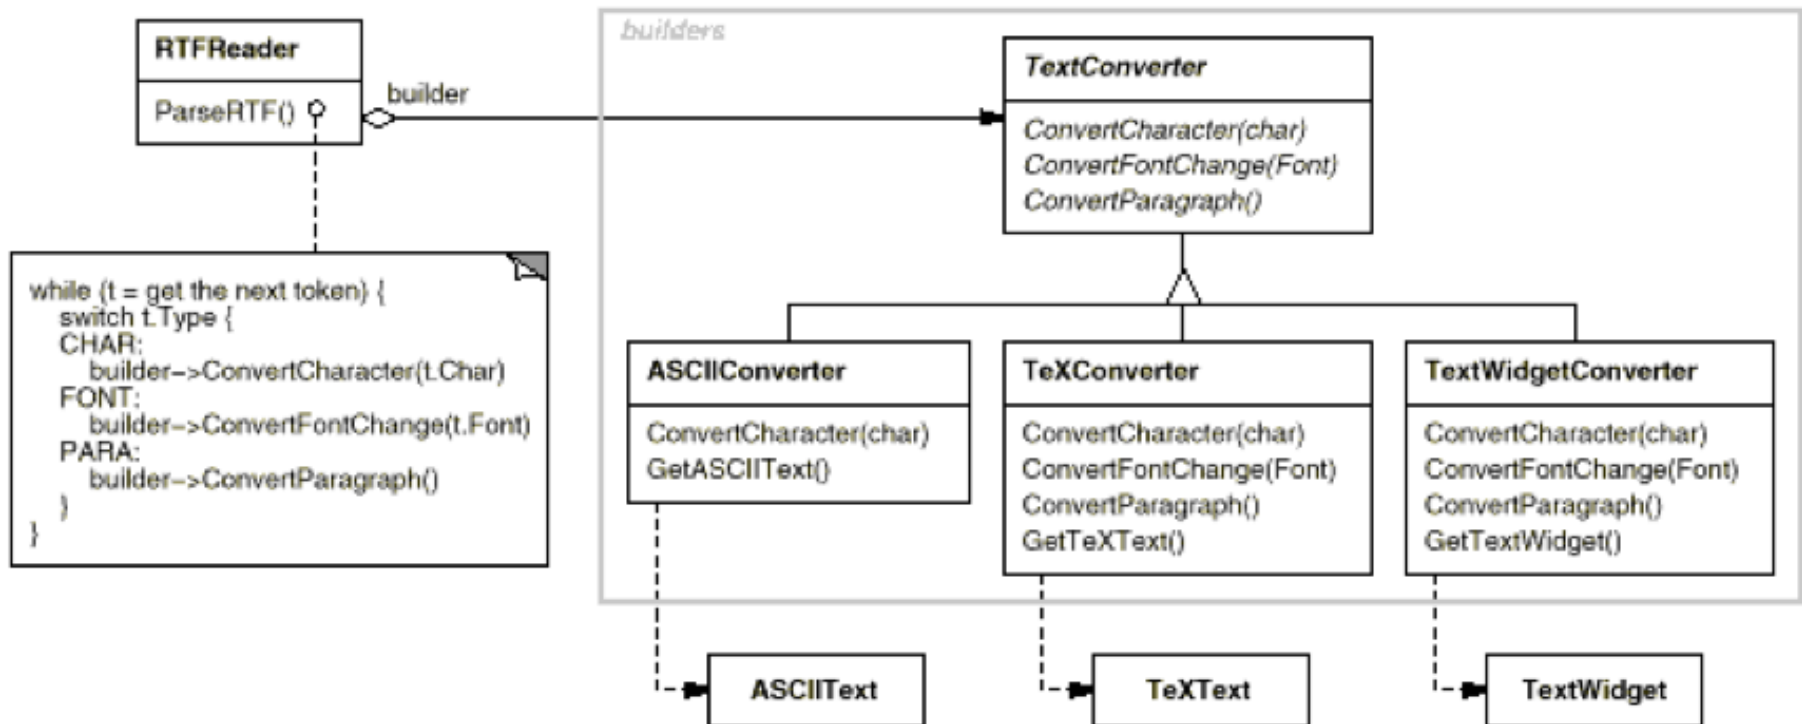 builders
RTFReader
ParseRTF()
builder
TextConverter
ConvertCharacter(char)
ConvertFontChange(Font)
ConvertParagraph()
while (t = get the next token) {
switch t.Type {
CHAR:
builder->ConvertCharacter(t.Char)
FONT:
builder->ConvertFontChange(t.Font)
PARA:
builder->ConvertParagraph()
}
}
ASCIIConverter
ConvertCharacter(char)
GetASCIIText()
TeXConverter
ConvertCharacter(char)
ConvertFontChange(Font)
ConvertParagraph()
GetTeXText()
TextWidgetConverter
ConvertCharacter(char)
ConvertFontChange(Font)
ConvertParagraph()
GetTextWidget()
ASCIIText
TeXText
TextWidget